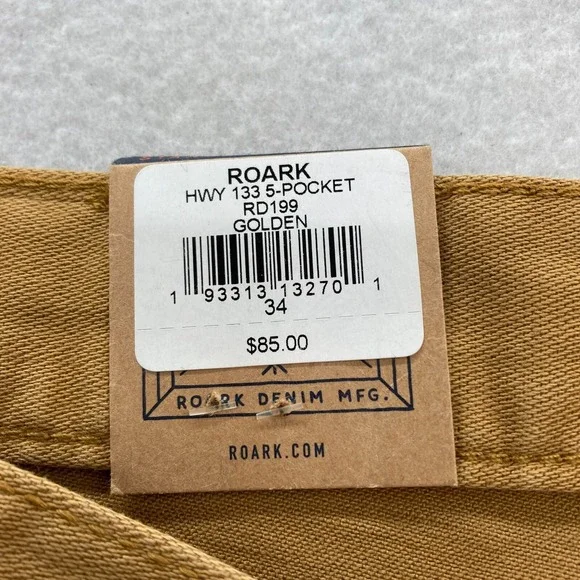 ROARK
HWY 133 5-POCKET
RD199
GOLDEN
1 93313 13270 1
34
$85.00
ROARK DENIM MFG.
ROARK.COM